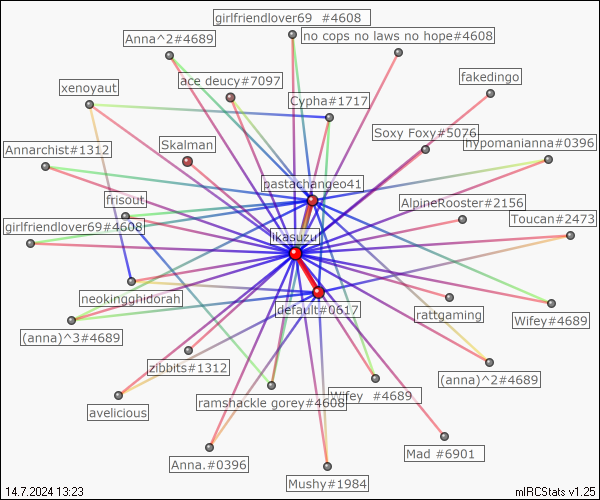 girlfriendlover69 #4608
no cops no laws no hope#4608
Anna^2#4689
fakedingo
ace deucy#7097
xenoyaut
Cypha#1717
Soxy Foxy#5076
hypomanianna#0396
Skalman
Annarchist#1312
pastachangeo41
frisout
AlpineRooster#2156
Toucan#2473
girlfriendlover69#4608
ikasuzu
neokingghidorah
default#0617
rattgaming
Wifey#4689
(anna)^3#4689
zibbits#1312
(anna)^2#4689
ramshackle gorey#4608
Wifey #4689
avelicious
Mad #6901
Anna.#0396
Mushy#1984
14.7.2024 13:23
mIRCStats v1.25